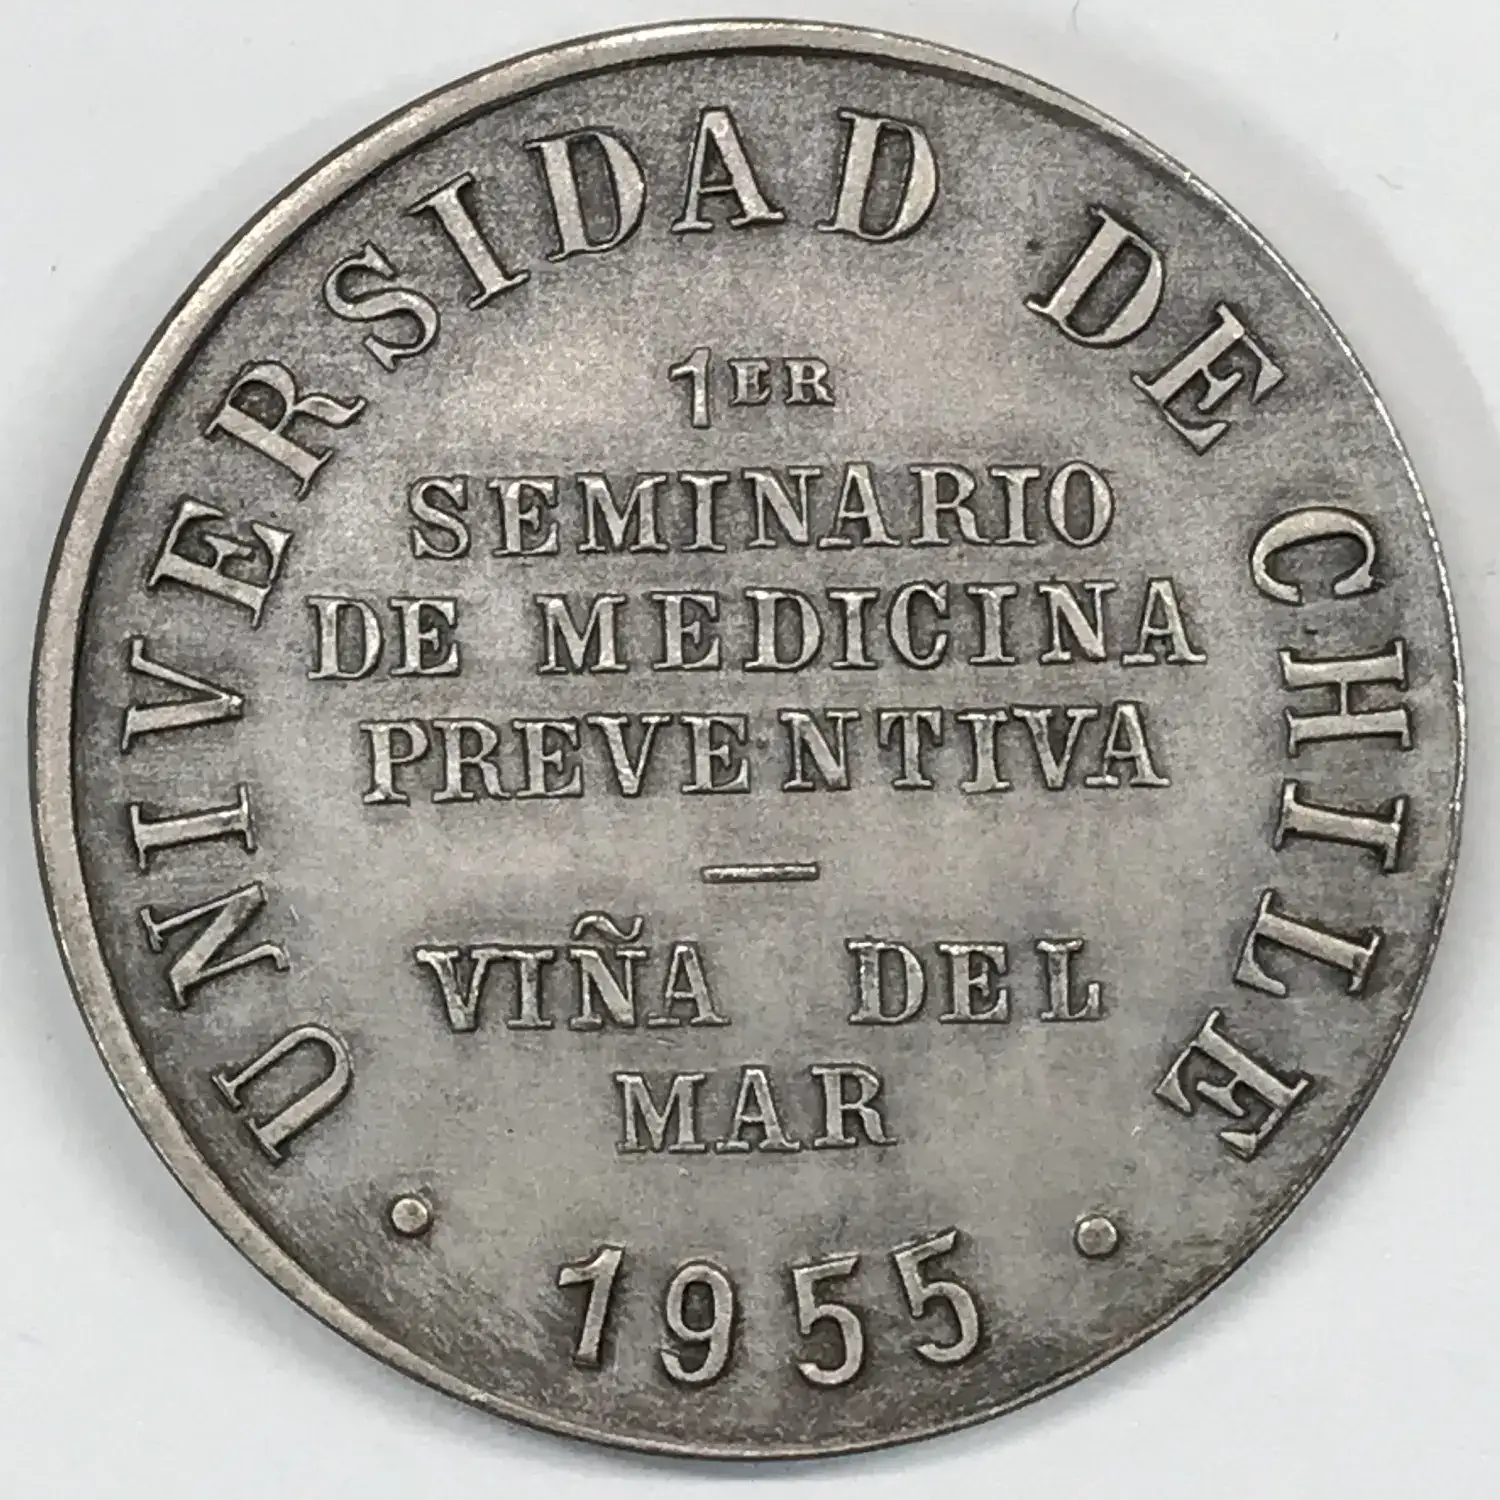 UNIVERSIDAD DE CHILE
1ER
SEMINARIO
DE MEDICINA
PREVENTIVA
—
VIÑA DEL
MAR
• 1955 •